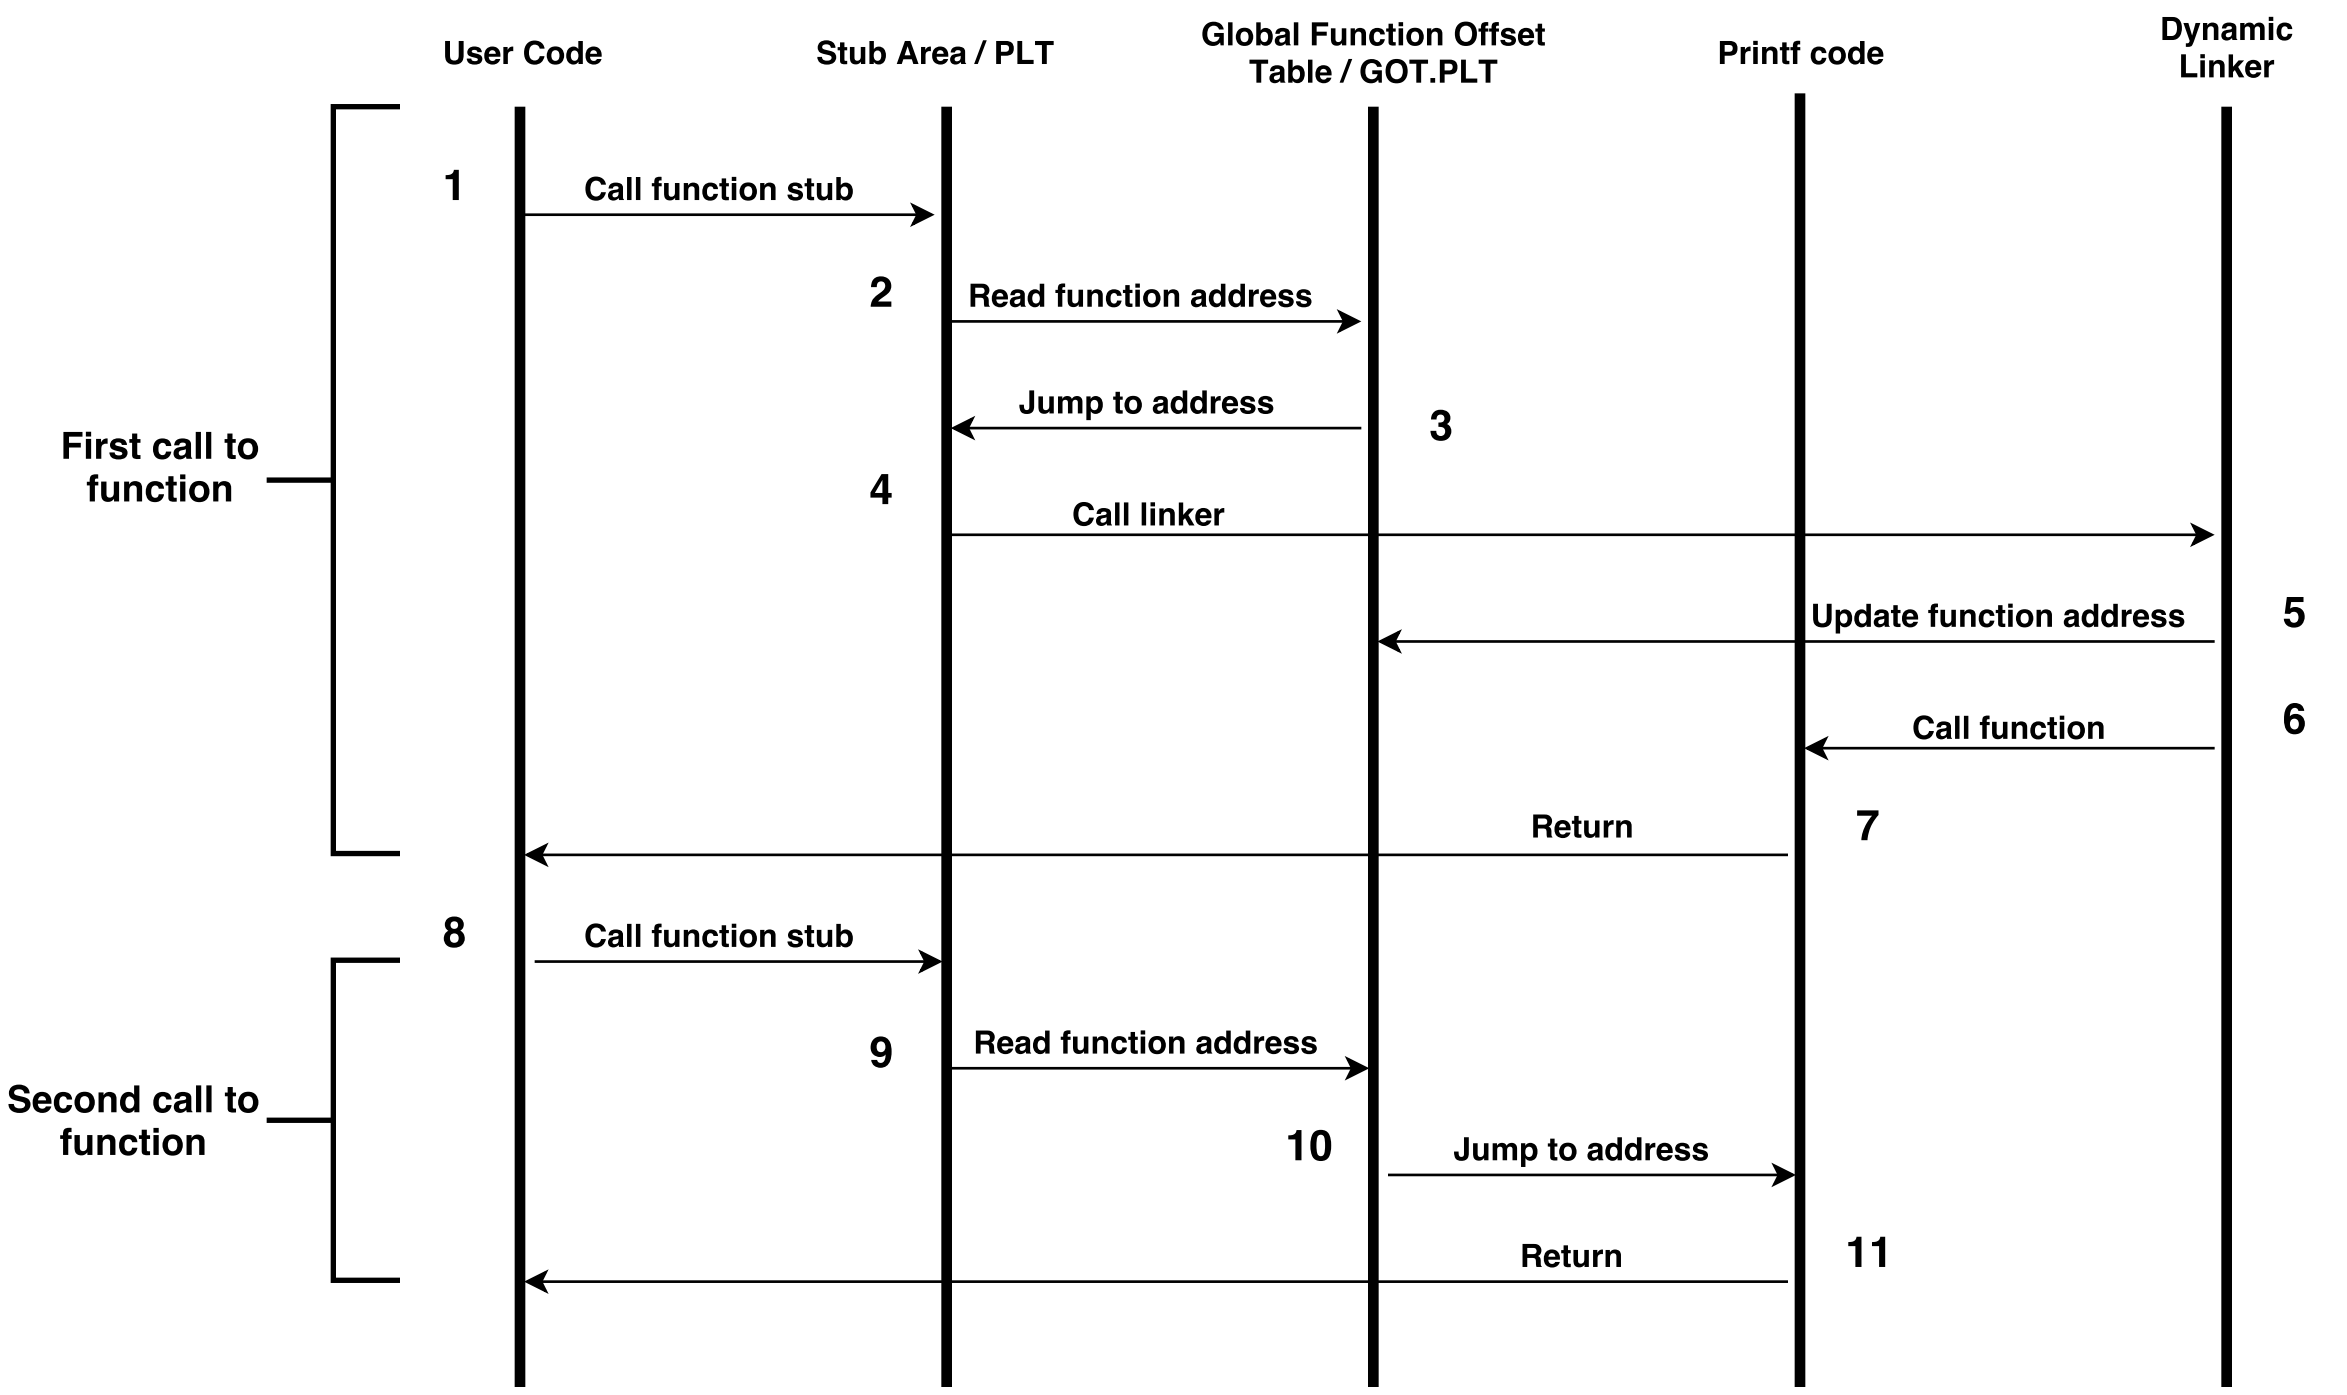 User Code
Stub Area / PLT
Global Function Offset
Table / GOT.PLT
Printf code
Dynamic
Linker
First call to
function
1
Call function stub
2
Read function address
Jump to address
3
4
Call linker
Update function address
5
Call function
6
Return
7
Second call to
function
8
Call function stub
9
Read function address
10
Jump to address
Return
11